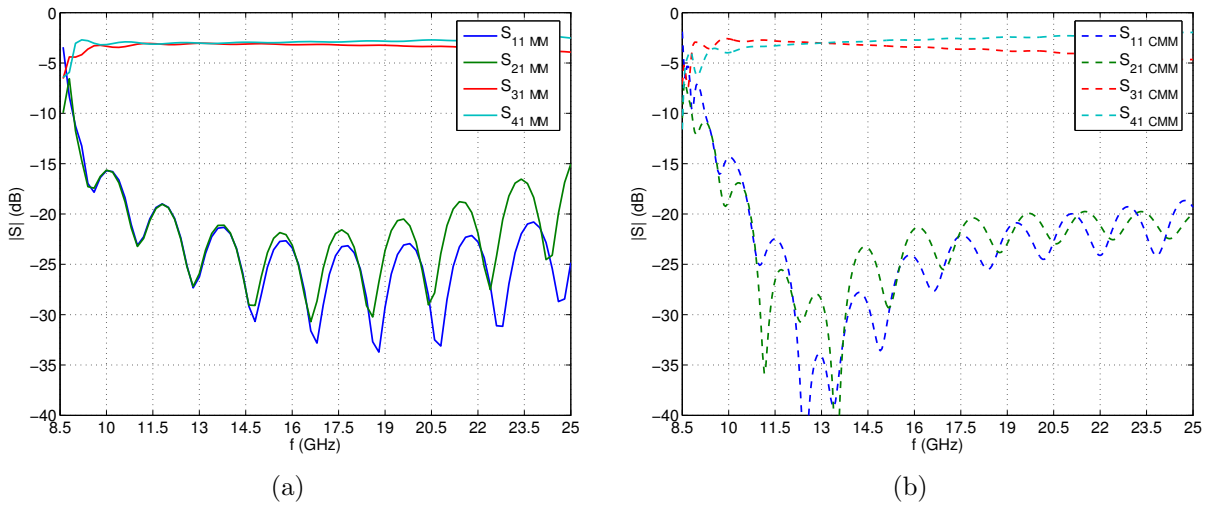 0
−5
−10
−15
−20
−25
−30
−35
−40
|S| (dB)
8.5 10 11.5 13 14.5 16 17.5 19 20.5 22 23.5 25
f (GHz)
S11 MM
S21 MM
S31 MM
S41 MM
(a)
0
−5
−10
−15
−20
−25
−30
−35
−40
|S| (dB)
8.5 10 11.5 13 14.5 16 17.5 19 20.5 22 23.5 25
f (GHz)
S11 CMM
S21 CMM
S31 CMM
S41 CMM
(b)